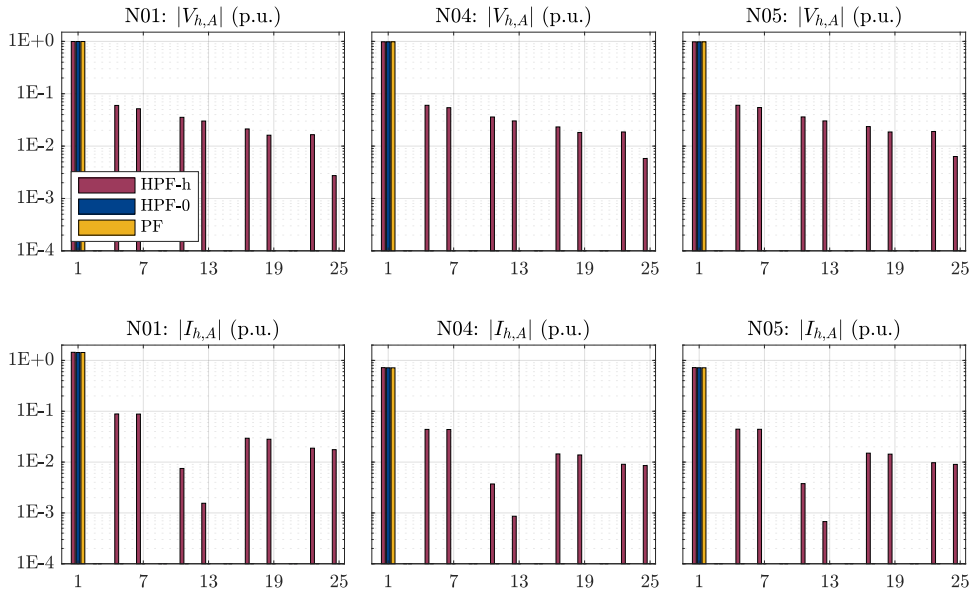 N01: |V_{h,A}| (p.u.)
N04: |V_{h,A}| (p.u.)
N05: |V_{h,A}| (p.u.)
1E+0
1E-1
1E-2
1E-3
1E-4
HPF-h
HPF-0
PF
1 7 13 19 25
1 7 13 19 25
1 7 13 19 25
N01: |I_{h,A}| (p.u.)
N04: |I_{h,A}| (p.u.)
N05: |I_{h,A}| (p.u.)
1E+0
1E-1
1E-2
1E-3
1E-4
1 7 13 19 25
1 7 13 19 25
1 7 13 19 25